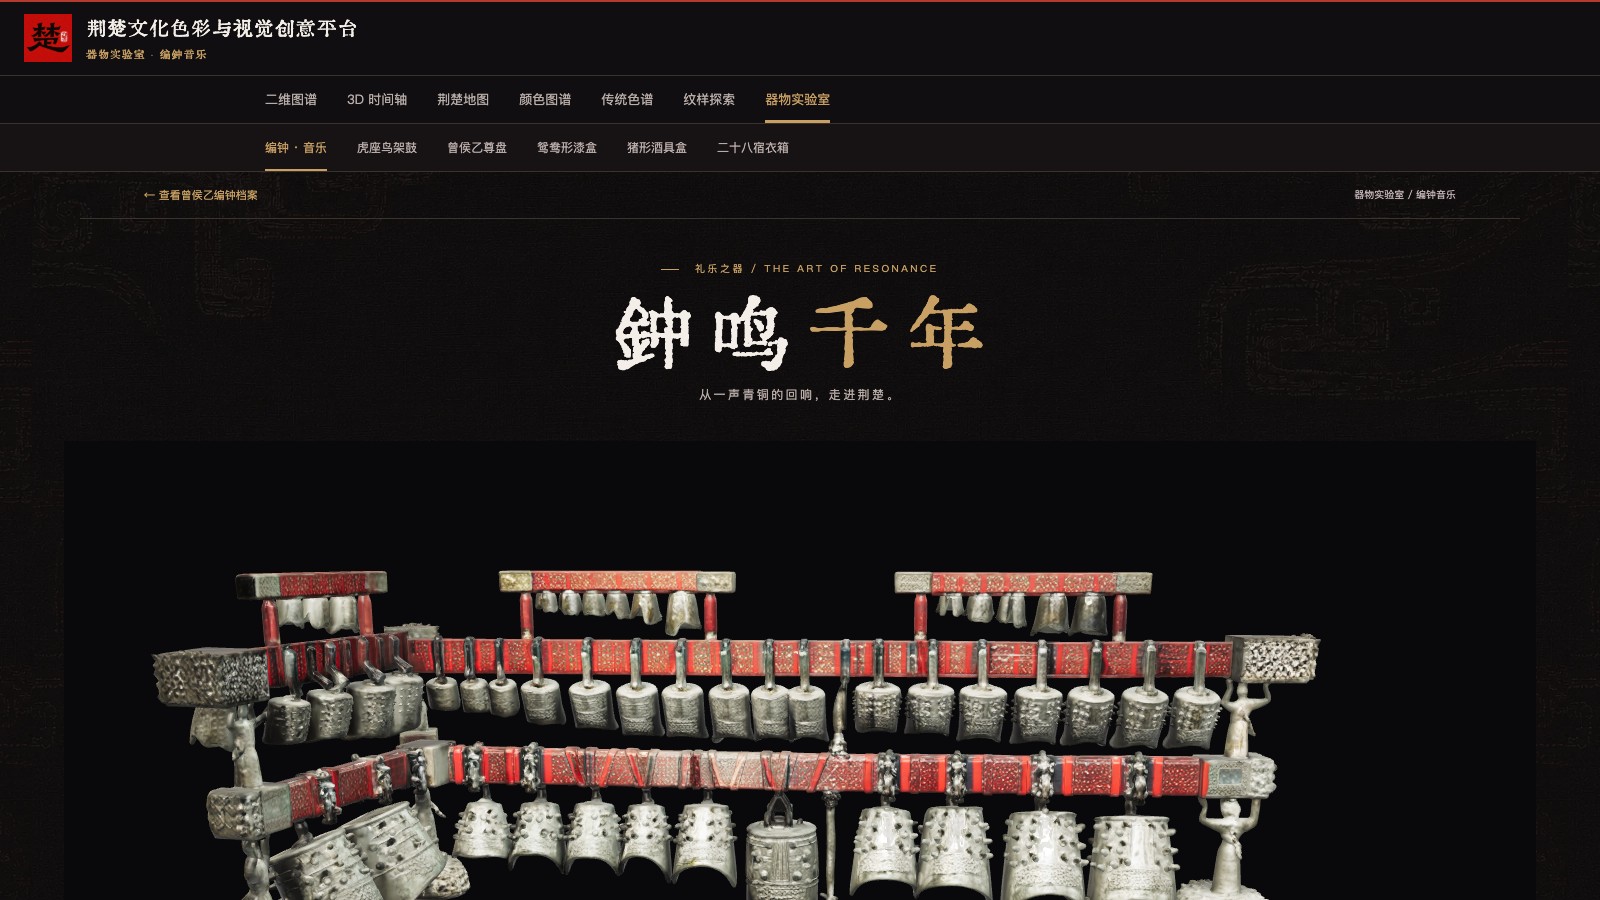 楚
荆楚文化色彩与视觉创意平台
器物实验室 · 编鈡音乐
二维图谱 3D 时间轴 荆楚地图 颜色图谱 传统色谱 纹样探索 器物实验室
编钟 · 音乐 虎座鸟架鼓 曾侯乙尊盘 鸳鸯形漆盒 猪形酒具盒 二十八宿衣箱
← 查看曾侯乙编钟档案 器物实验室 / 编钟音乐
礼乐之器 / THE ART OF RESONANCE
鈡鸣千年
从一声青铜的回响，走进荆楚。